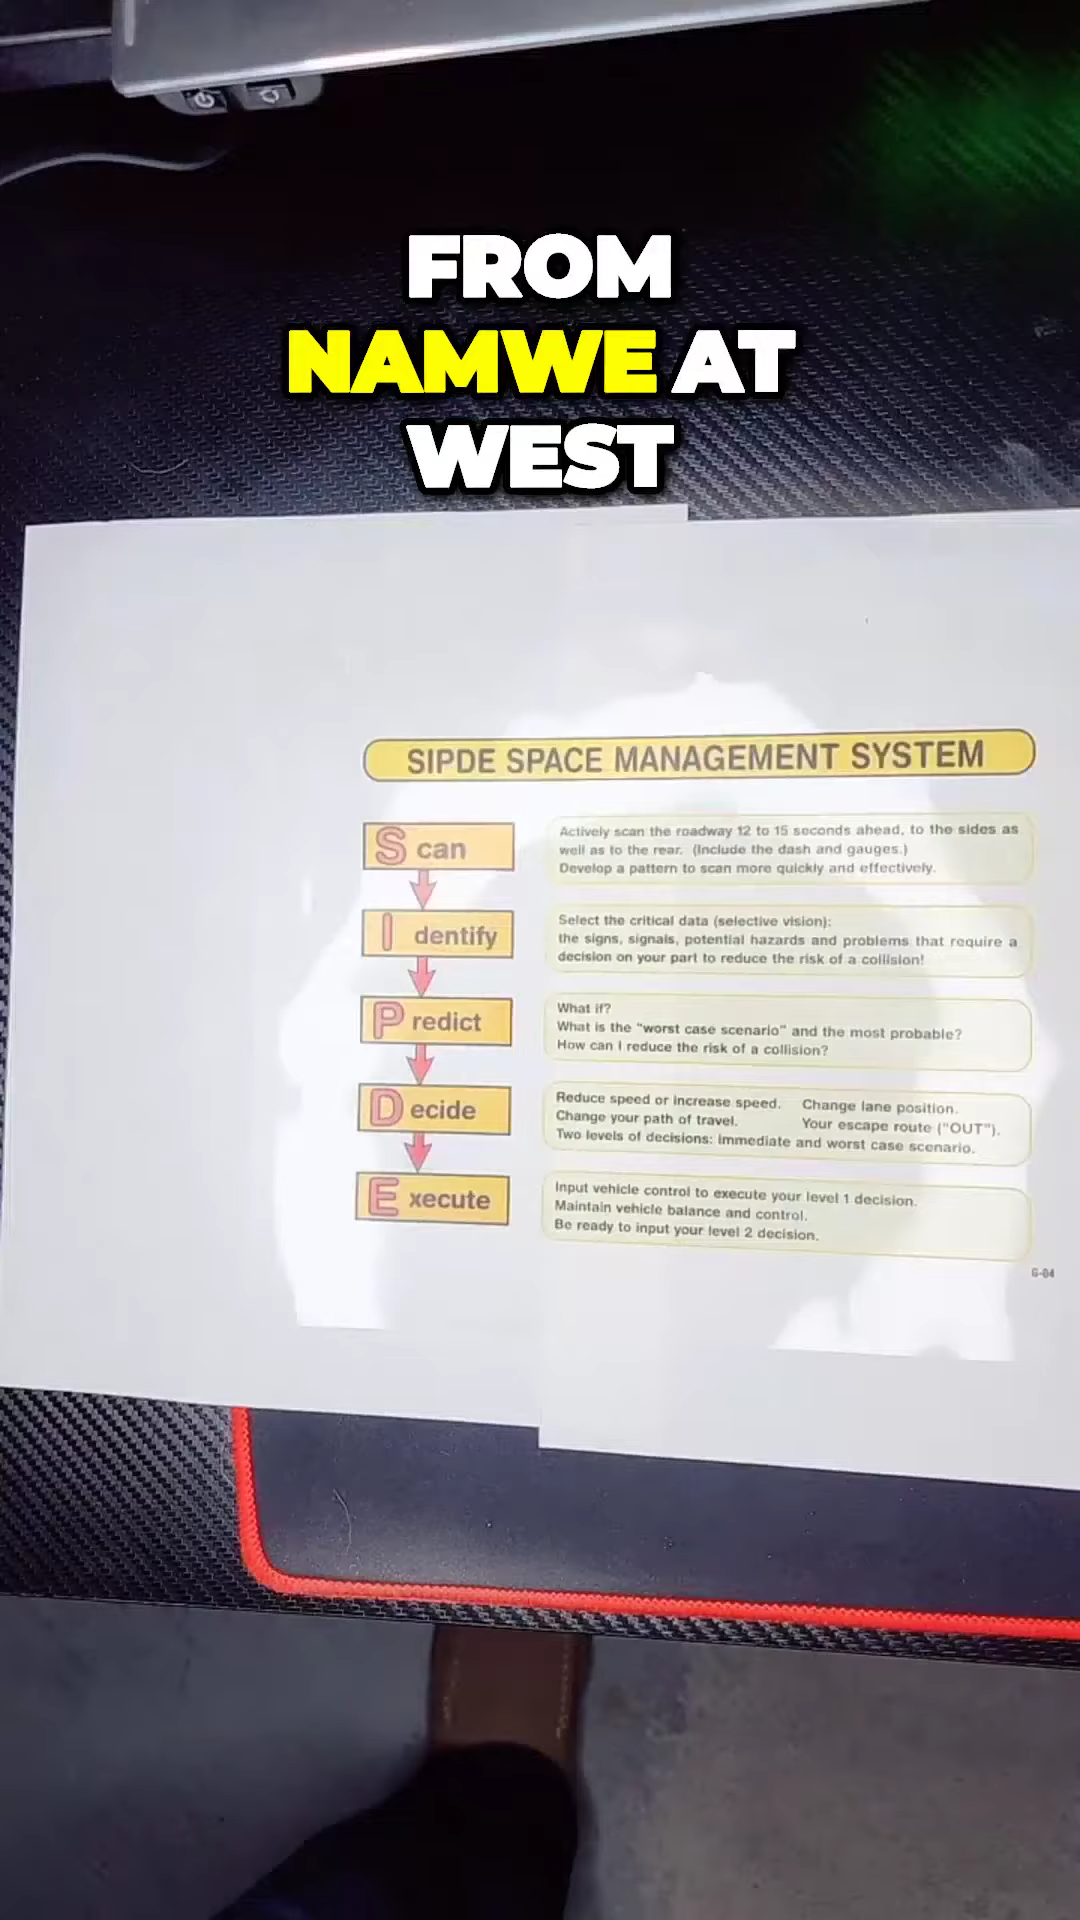 FROM
NAMWE AT
WEST
SIPDE SPACE MANAGEMENT SYSTEM
Scan
Actively scan the roadway 12 to 15 seconds ahead, to the sides as
well as to the rear. (Include the dash and gauges.)
Develop a pattern to scan more quickly and effectively.
Identify
Select the critical data (selective vision):
the signs, signals, potential hazards and problems that require a
decision on your part to reduce the risk of a collision!
Predict
What if?
What is the "worst case scenario" and the most probable?
How can I reduce the risk of a collision?
Decide
Reduce speed or increase speed. Change lane position.
Change your path of travel. Your escape route ("OUT").
Two levels of decisions: immediate and worst case scenario.
Execute
Input vehicle control to execute your level 1 decision.
Maintain vehicle balance and control.
Be ready to input your level 2 decision.
G-04